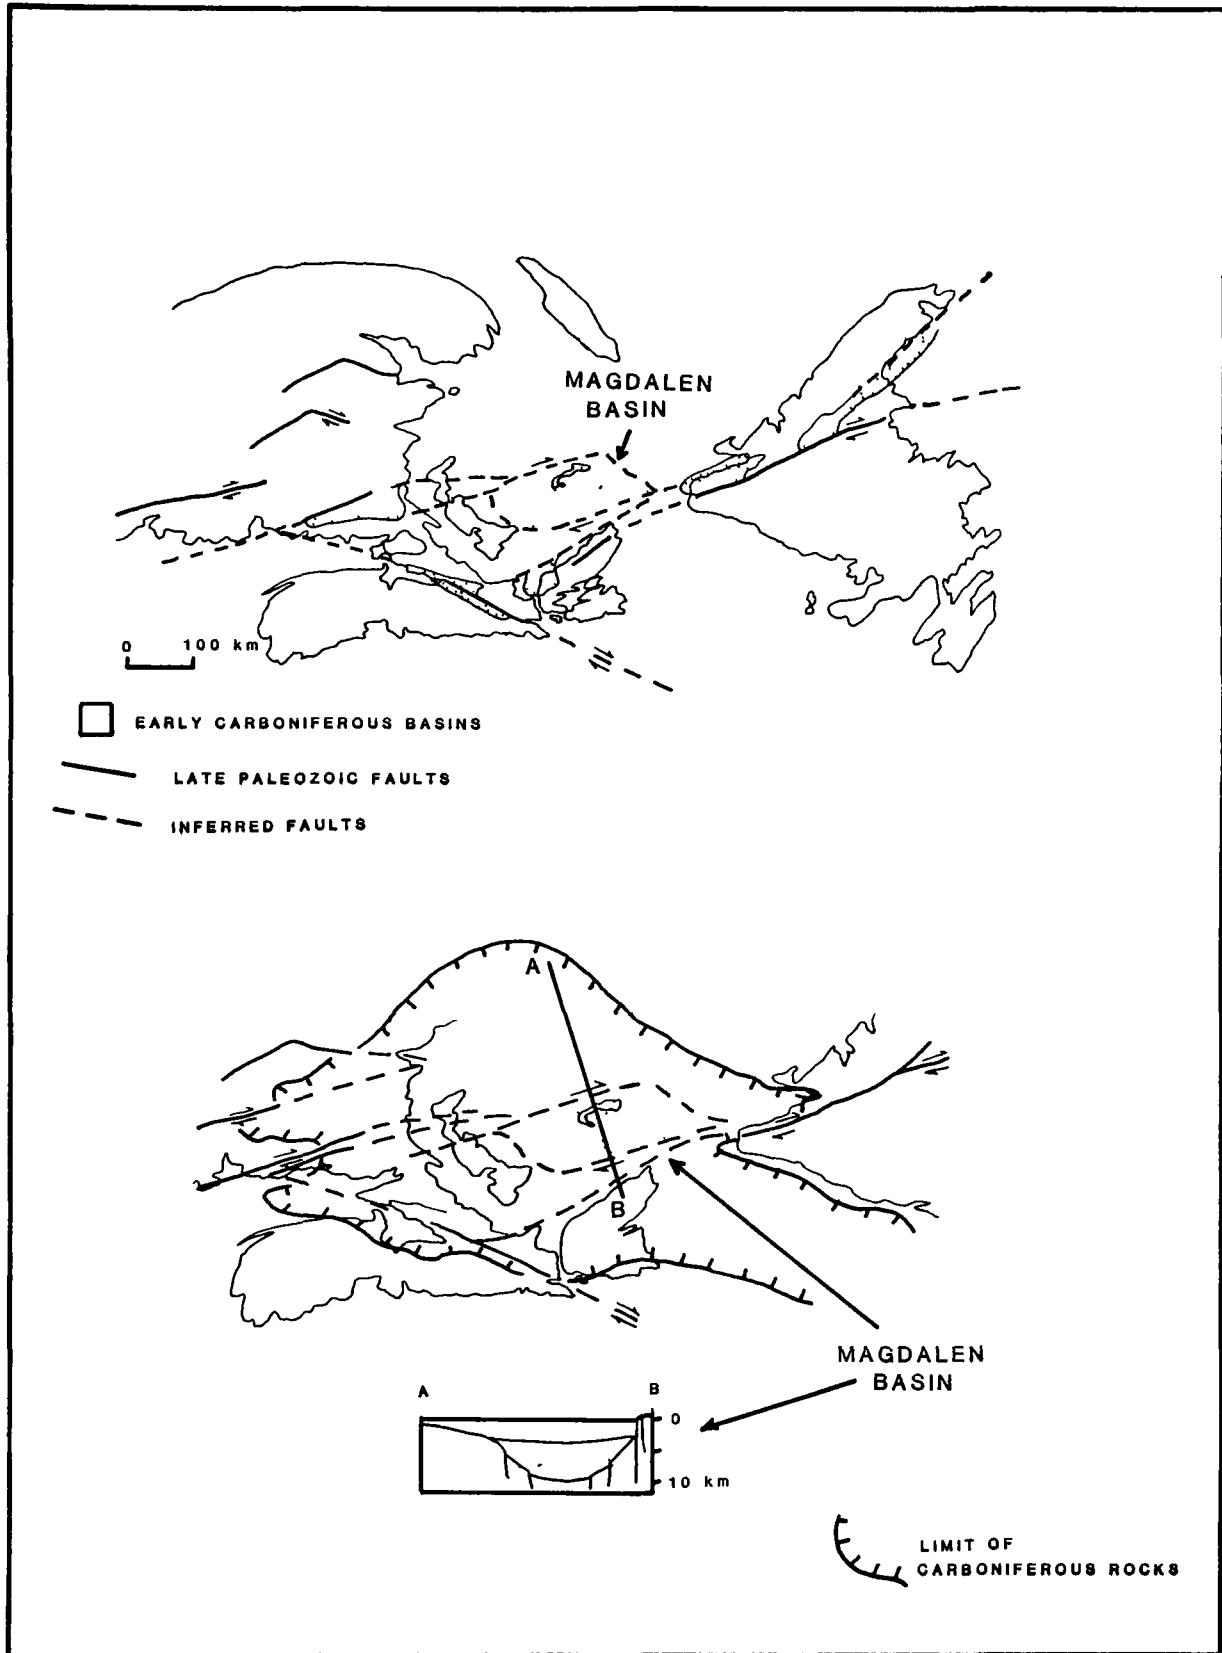 MAGDALEN
BASIN
0 100 km
EARLY CARBONIFEROUS BASINS
LATE PALEOZOIC FAULTS
INFERRED FAULTS
A
B
MAGDALEN
BASIN
A B
0
10 km
LIMIT OF
CARBONIFEROUS ROCKS